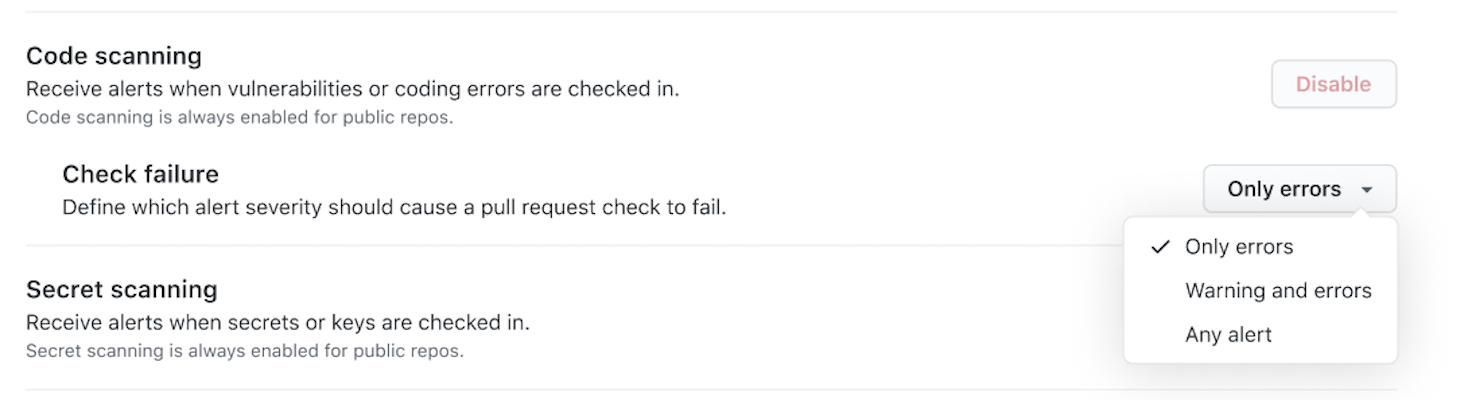 Code scanning
Receive alerts when vulnerabilities or coding errors are checked in.
Code scanning is always enabled for public repos.
Disable
Check failure
Define which alert severity should cause a pull request check to fail.
Only errors
Only errors
Warning and errors
Any alert
Secret scanning
Receive alerts when secrets or keys are checked in.
Secret scanning is always enabled for public repos.